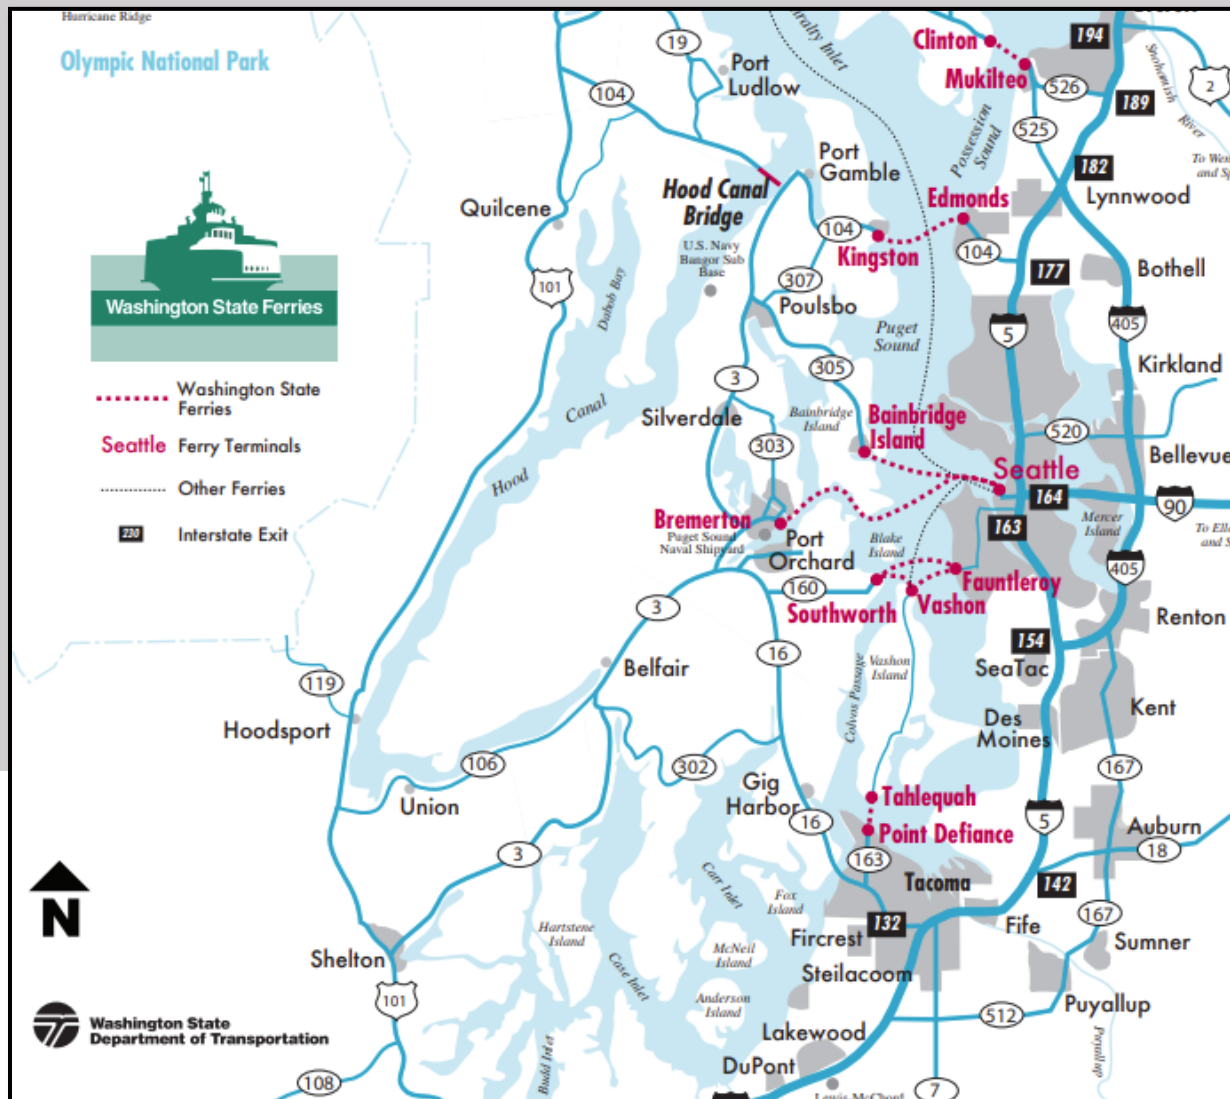 Hurricane Ridge
Olympic National Park
19
Port
Ludlow
104
Clinton
Mukilteo
194
526
189
2
Snohomish
River
525
Possession
Sound
182
Lynnwood
Port
Gamble
Hood Canal
Bridge
Quilcene
U.S. Navy
Bangor Sub
Base
104
Kingston
Edmonds
104
177
Bothell
307
Poulsbo
101
Dabob Bay
Puget
Sound
5
405
Kirkland
Washington State Ferries
Washington State
Ferries
Seattle Ferry Terminals
Other Ferries
230 Interstate Exit
305
3
Silverdale
Canal
Hood
Bainbridge
Island
Bainbridge
Island
303
520
Bellevue
Seattle
164
90
163
Mercer
Island
Bremerton
Puget Sound
Naval Shipyard
Port
Orchard
Blake
Island
405
160
Southworth
Vashon
Fauntleroy
Renton
3
16
154
SeaTac
Belfair
Vashon
Island
Colvos Passage
119
Hoodsport
Kent
Des
Moines
106
302
167
Union
Gig
Harbor
Tahlequah
16
Point Defiance
5
Auburn
18
3
163
Tacoma
142
N
Carr Inlet
Fox
Island
132
Fife
167
Sumner
Hartstene
Island
Fircrest
Shelton
Case Inlet
McNeil
Island
Steilacoom
101
Anderson
Island
Puyallup
512
Washington State
Department of Transportation
Lakewood
DuPont
Budd Inlet
Puyallup
108
7